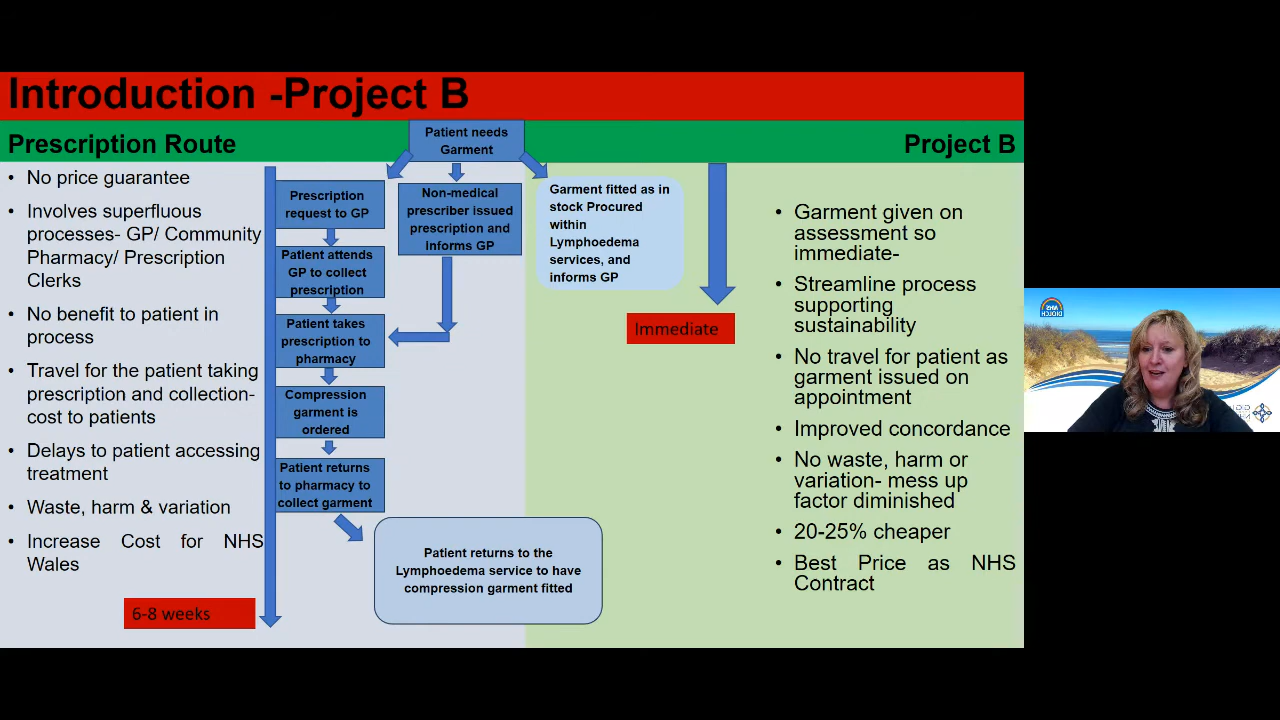 Introduction -Project B
Prescription Route
Project B
Patient needs
Garment
• No price guarantee
• Involves superfluous
processes- GP/ Community
Pharmacy/ Prescription
Clerks
• No benefit to patient in
process
• Travel for the patient taking
prescription and collection-
cost to patients
• Delays to patient accessing
treatment
• Waste, harm & variation
• Increase Cost for NHS
Wales
6-8 weeks
Prescription
request to GP
Patient attends
GP to collect
prescription
Patient takes
prescription to
pharmacy
Compression
garment is
ordered
Patient returns
to pharmacy to
collect garment
Non-medical
prescriber issued
prescription and
Informs GP
Patient returns to the
Lymphoedema service to have
compression garment fitted
Garment fitted as in
stock Procured
within
Lymphoedema
services, and
informs GP
Immediate
• Garment given on
assessment so
immediate-
• Streamline process
supporting
sustainability
• No travel for patient as
garment issued on
appointment
• Improved concordance
• No waste, harm or
variation- mess up
factor diminished
• 20-25% cheaper
• Best Price as NHS
Contract